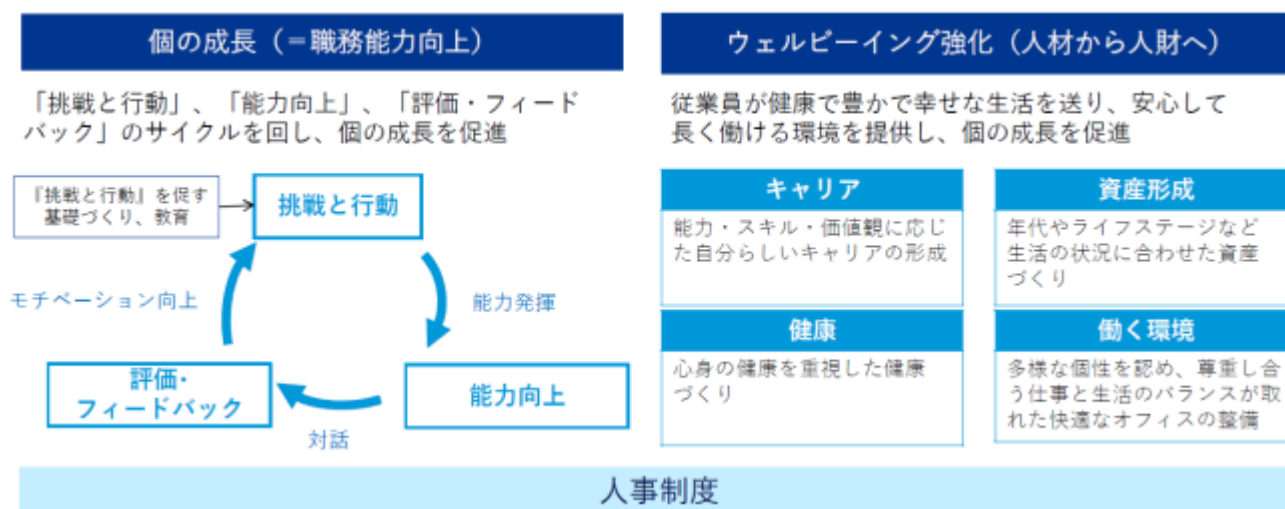 個の成長（＝職務能力向上）
「挑戦と行動」、「能力向上」、「評価・フィード
バック」のサイクルを回し、個の成長を促進
『挑戦と行動』を促す
基礎づくり、教育
挑戦と行動
モチベーション向上
能力発揮
評価・
フィードバック
能力向上
対話
ウェルビーイング強化（人材から人財へ）
従業員が健康で豊かで幸せな生活を送り、安心して
長く働ける環境を提供し、個の成長を促進
キャリア
能力・スキル・価値観に応じ
た自分らしいキャリアの形成
資産形成
年代やライフステージなど
生活の状況に合わせた資産
づくり
健康
心身の健康を重視した健康
づくり
働く環境
多様な個性を認め、尊重し合
う仕事と生活のバランスが取
れた快適なオフィスの整備
人事制度